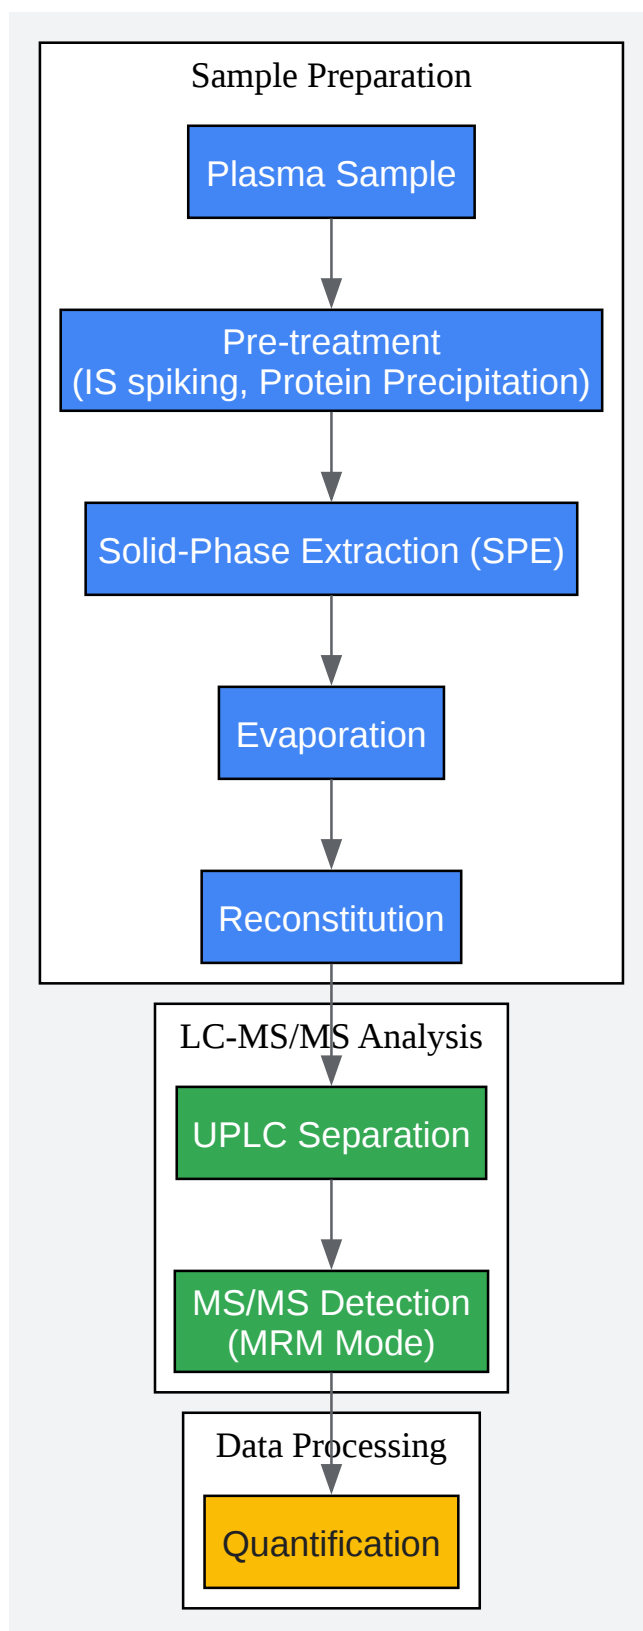 Sample Preparation
Plasma Sample
Pre-treatment
(IS spiking, Protein Precipitation)
Solid-Phase Extraction (SPE)
Evaporation
Reconstitution
LC-MS/MS Analysis
UPLC Separation
MS/MS Detection
(MRM Mode)
Data Processing
Quantification